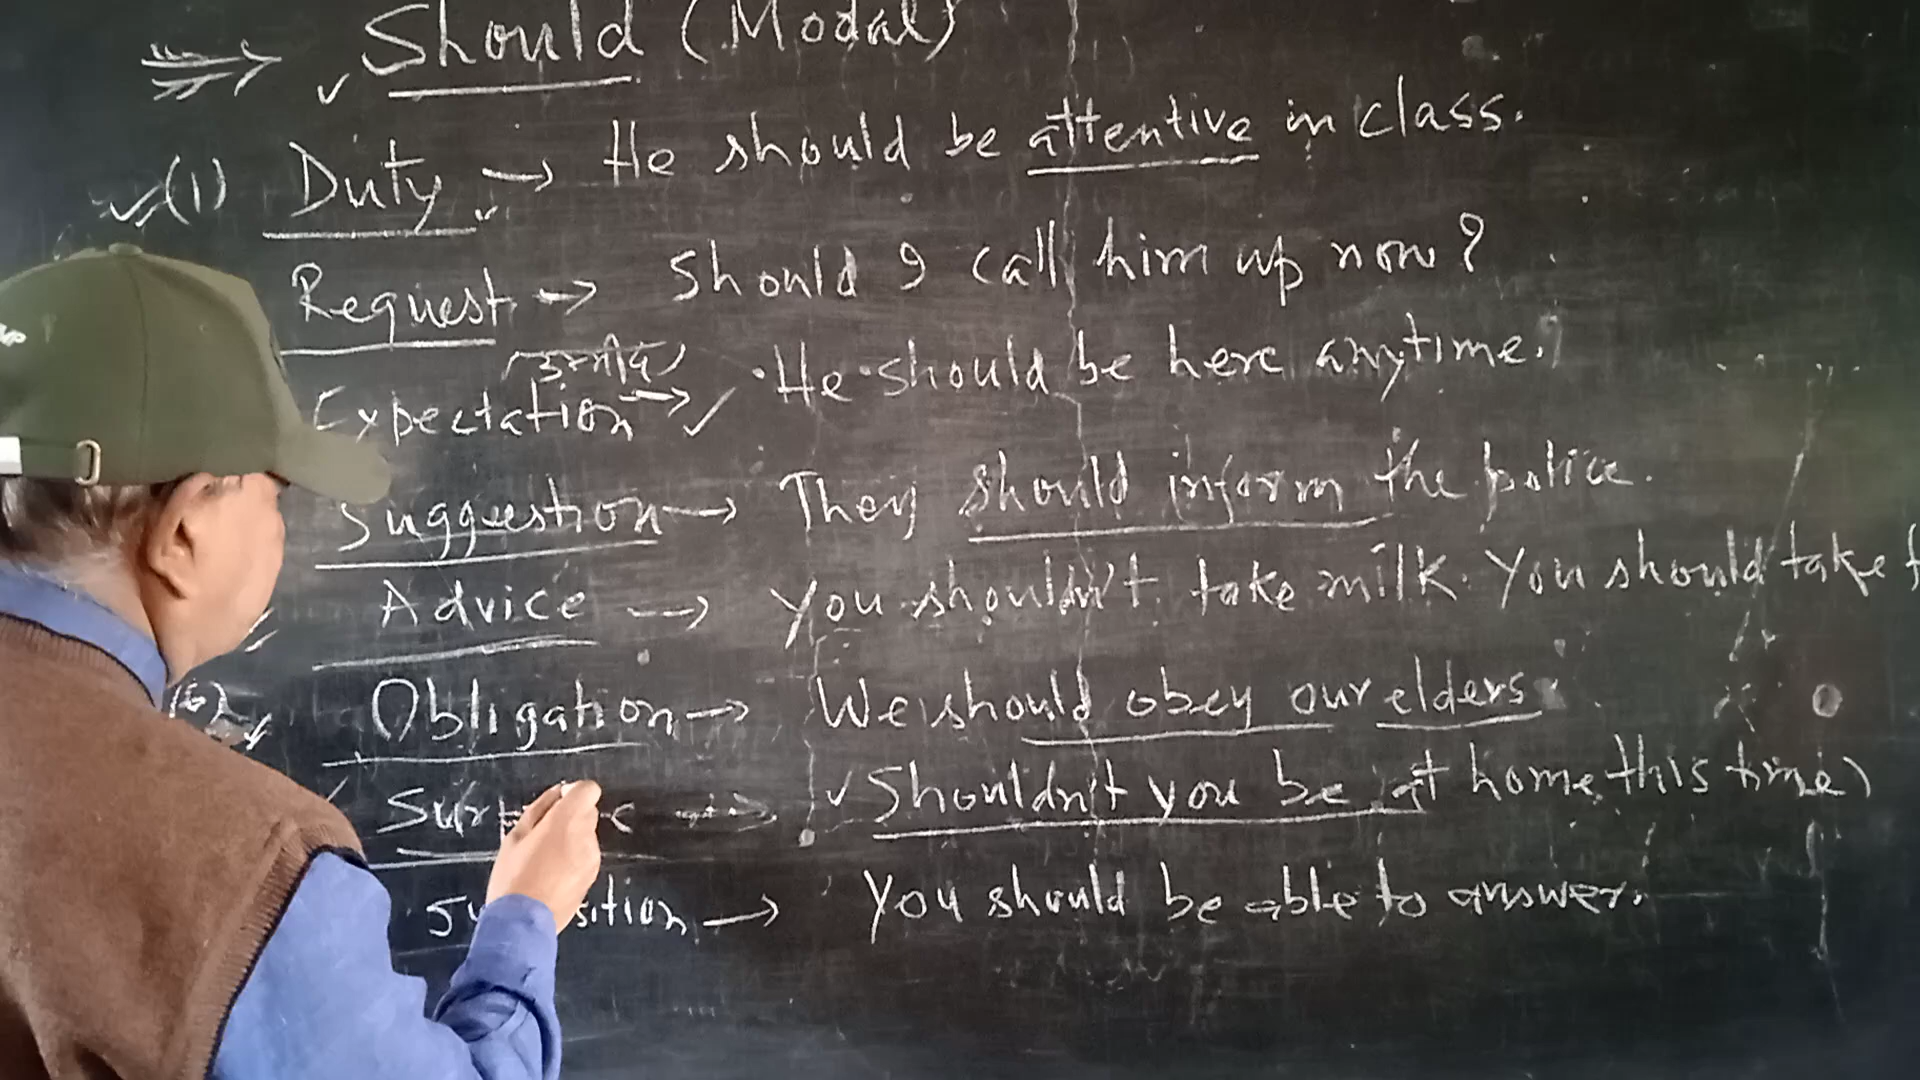 Should (Modal)
(1) Duty → He should be attentive in class.
Request → Should I call him up now?
Expectation → He should be here anytime.
Suggestion → They should inform the police.
Advice → You shouldn't take milk. You should take
(6) Obligation → We should obey our elders
→ Shouldn't you be at home this time)
→ You should be able to answer.